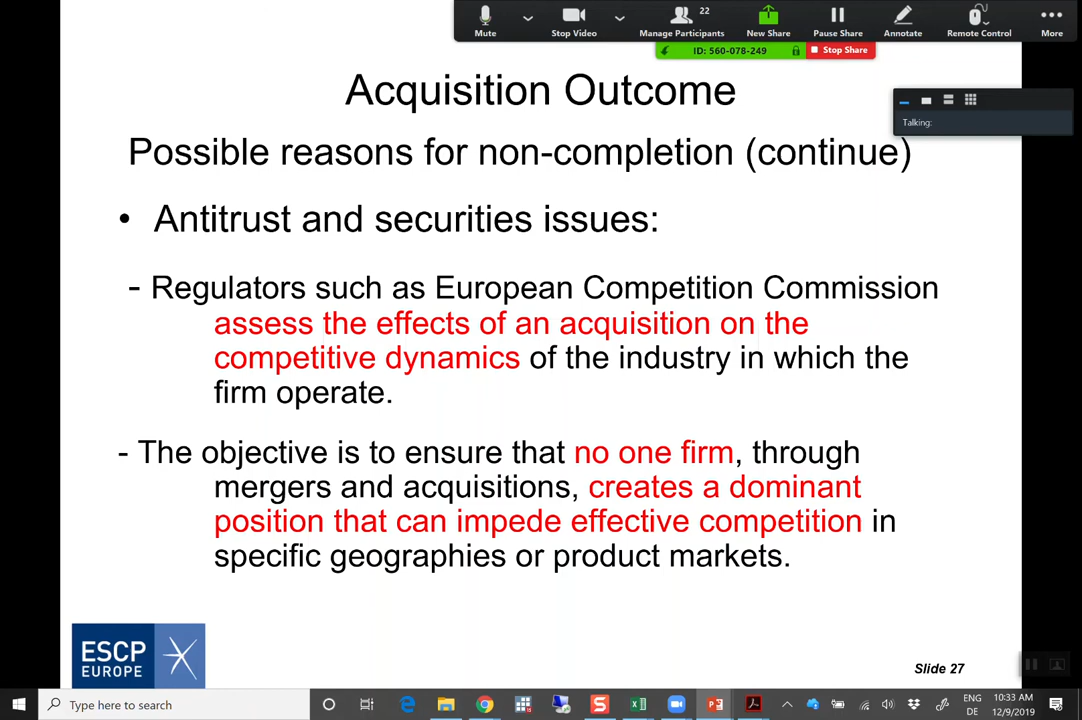 22
Mute
Stop Video
Manage Participants
New Share
Pause Share
Annotate
Remote Control
More
ID: 560-078-249
Stop Share
Talking:
Acquisition Outcome
Possible reasons for non-completion (continue)
• Antitrust and securities issues:
- Regulators such as European Competition Commission
assess the effects of an acquisition on the
competitive dynamics of the industry in which the
firm operate.
- The objective is to ensure that no one firm, through
mergers and acquisitions, creates a dominant
position that can impede effective competition in
specific geographies or product markets.
ESCP
EUROPE
Slide 27
Type here to search
ENG
DE
10:33 AM
12/9/2019